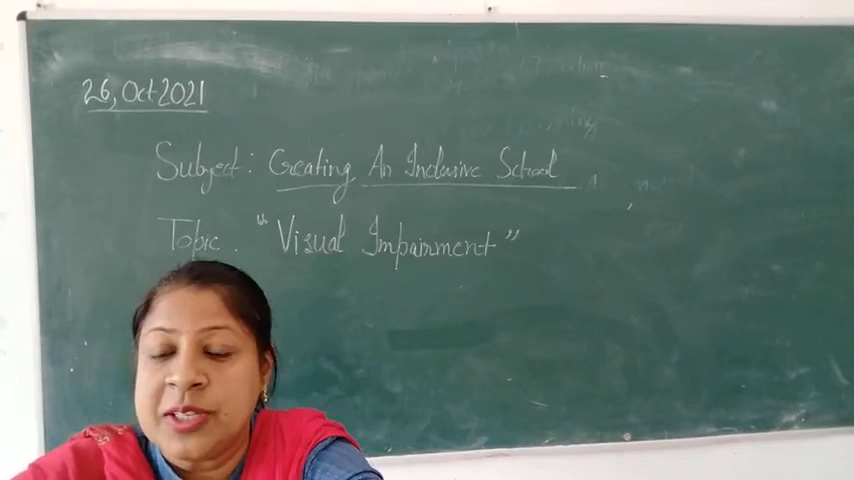 26, Oct 2021
Subject: Creating An Inclusive School
Topic. "Visual Impairment"